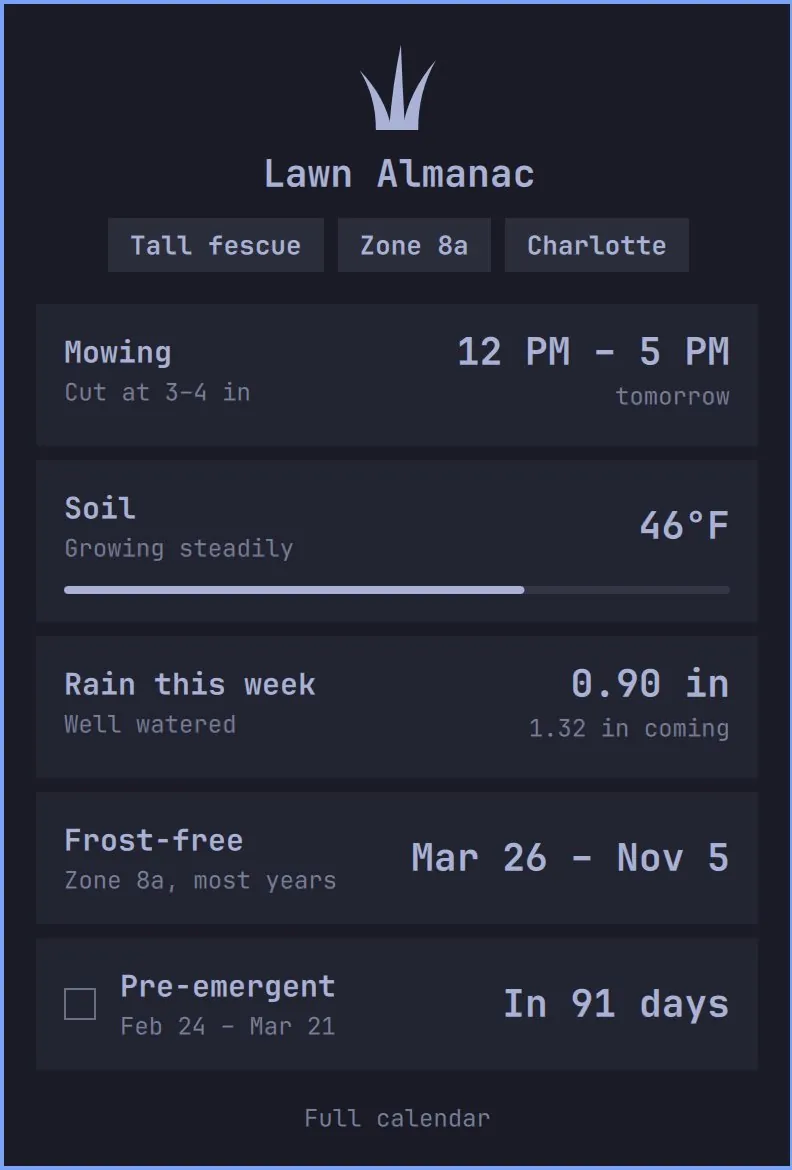 Lawn Almanac
Tall fescue Zone 8a Charlotte
Mowing 12 PM – 5 PM
Cut at 3–4 in tomorrow
Soil 46°F
Growing steadily
Rain this week 0.90 in
Well watered 1.32 in coming
Frost-free Mar 26 – Nov 5
Zone 8a, most years
Pre-emergent In 91 days
Feb 24 – Mar 21
Full calendar